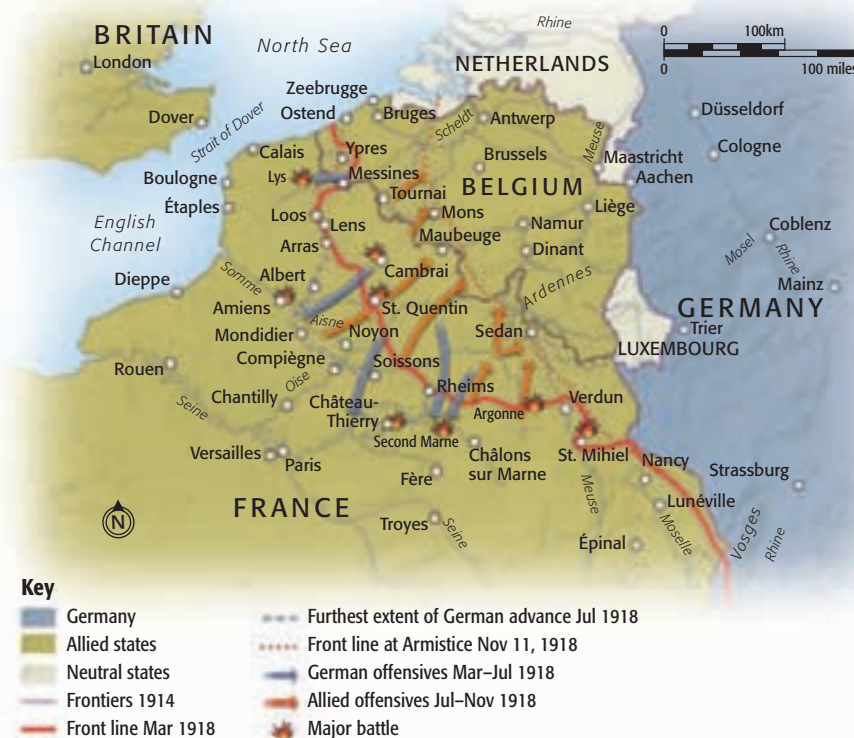 BRITAIN
London
North Sea
Rhine
0 100km
0 100 miles
NETHERLANDS
Zeebrugge
Ostend
Bruges
Scheldt
Antwerp
Dover
Strait of Dover
Düsseldorf
Cologne
Calais
Ypres
Brussels
Meuse
Maastricht
Aachen
Boulogne
Lys
Messines
Tournai
BELGIUM
Étaples
Loos
Lens
Mons
Namur
Liège
English
Channel
Arras
Maubeuge
Dinant
Coblenz
Mosel
Rhine
Dieppe
Somme
Albert
Cambrai
Ardennes
Mainz
Amiens
St. Quentin
GERMANY
Mondidier
Aisne
Noyon
Sedan
Trier
LUXEMBOURG
Compiègne
Soissons
Rouen
Oise
Chantilly
Rheims
Verdun
Seine
Château-
Thierry
Argonne
Second Marne
Versailles
Paris
Châlons
sur Marne
St. Mihiel
Nancy
Strassburg
Fère
Meuse
Lunéville
FRANCE
Troyes
Seine
Moselle
Vosges
Rhine
Épinal
N
Key
Germany
Allied states
Neutral states
Frontiers 1914
Front line Mar 1918
Furthest extent of German advance Jul 1918
Front line at Armistice Nov 11, 1918
German offensives Mar–Jul 1918
Allied offensives Jul–Nov 1918
Major battle